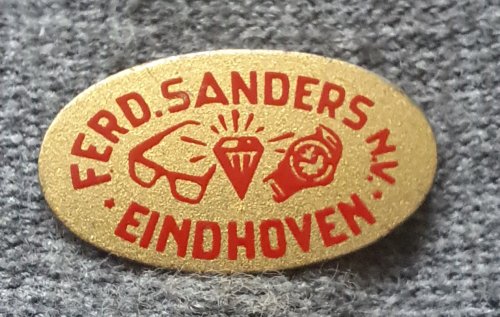 FERD. SANDERS N.V.
• EINDHOVEN •